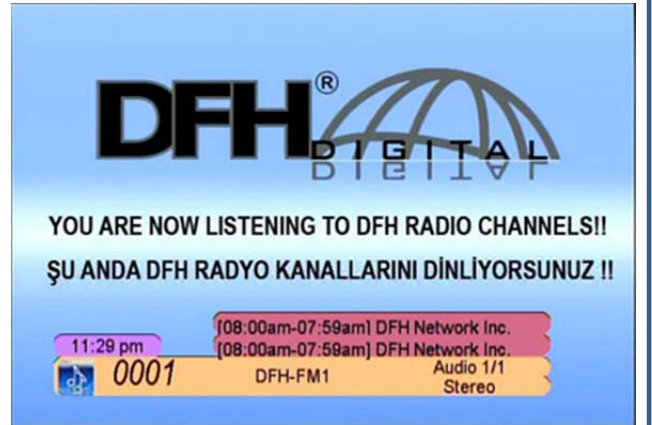 DFH®
DIGITAL
YOU ARE NOW LISTENING TO DFH RADIO CHANNELS!!
ŞU ANDA DFH RADYO KANALLARINI DİNLİYORSUNUZ !!
[08:00am-07:59am] DFH Network Inc.
11:29 pm
[08:00am-07:59am] DFH Network Inc.
0001
DFH-FM1
Audio 1/1
Stereo